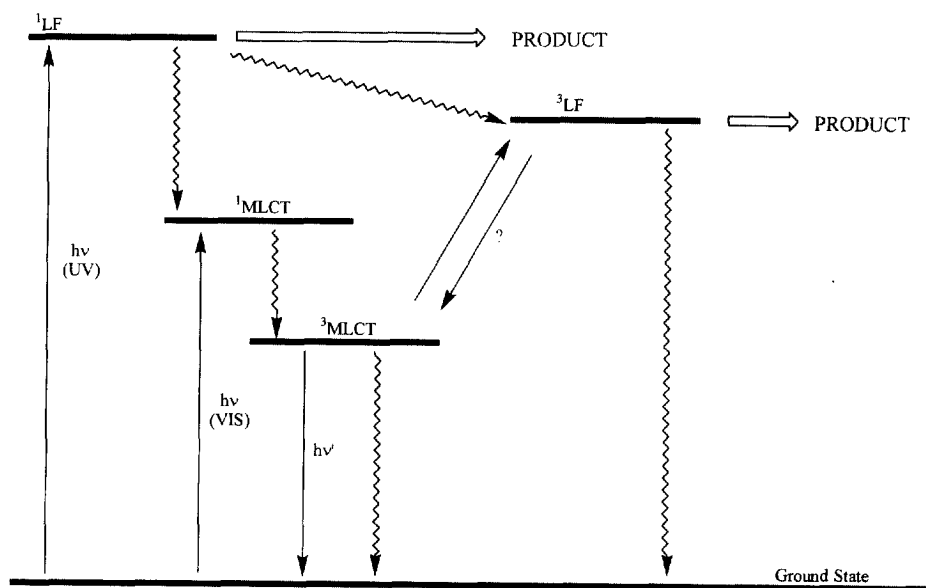 ¹LF
PRODUCT
³LF
PRODUCT
¹MLCT
hν
(UV)
?
³MLCT
hν
(VIS)
hν'
Ground State